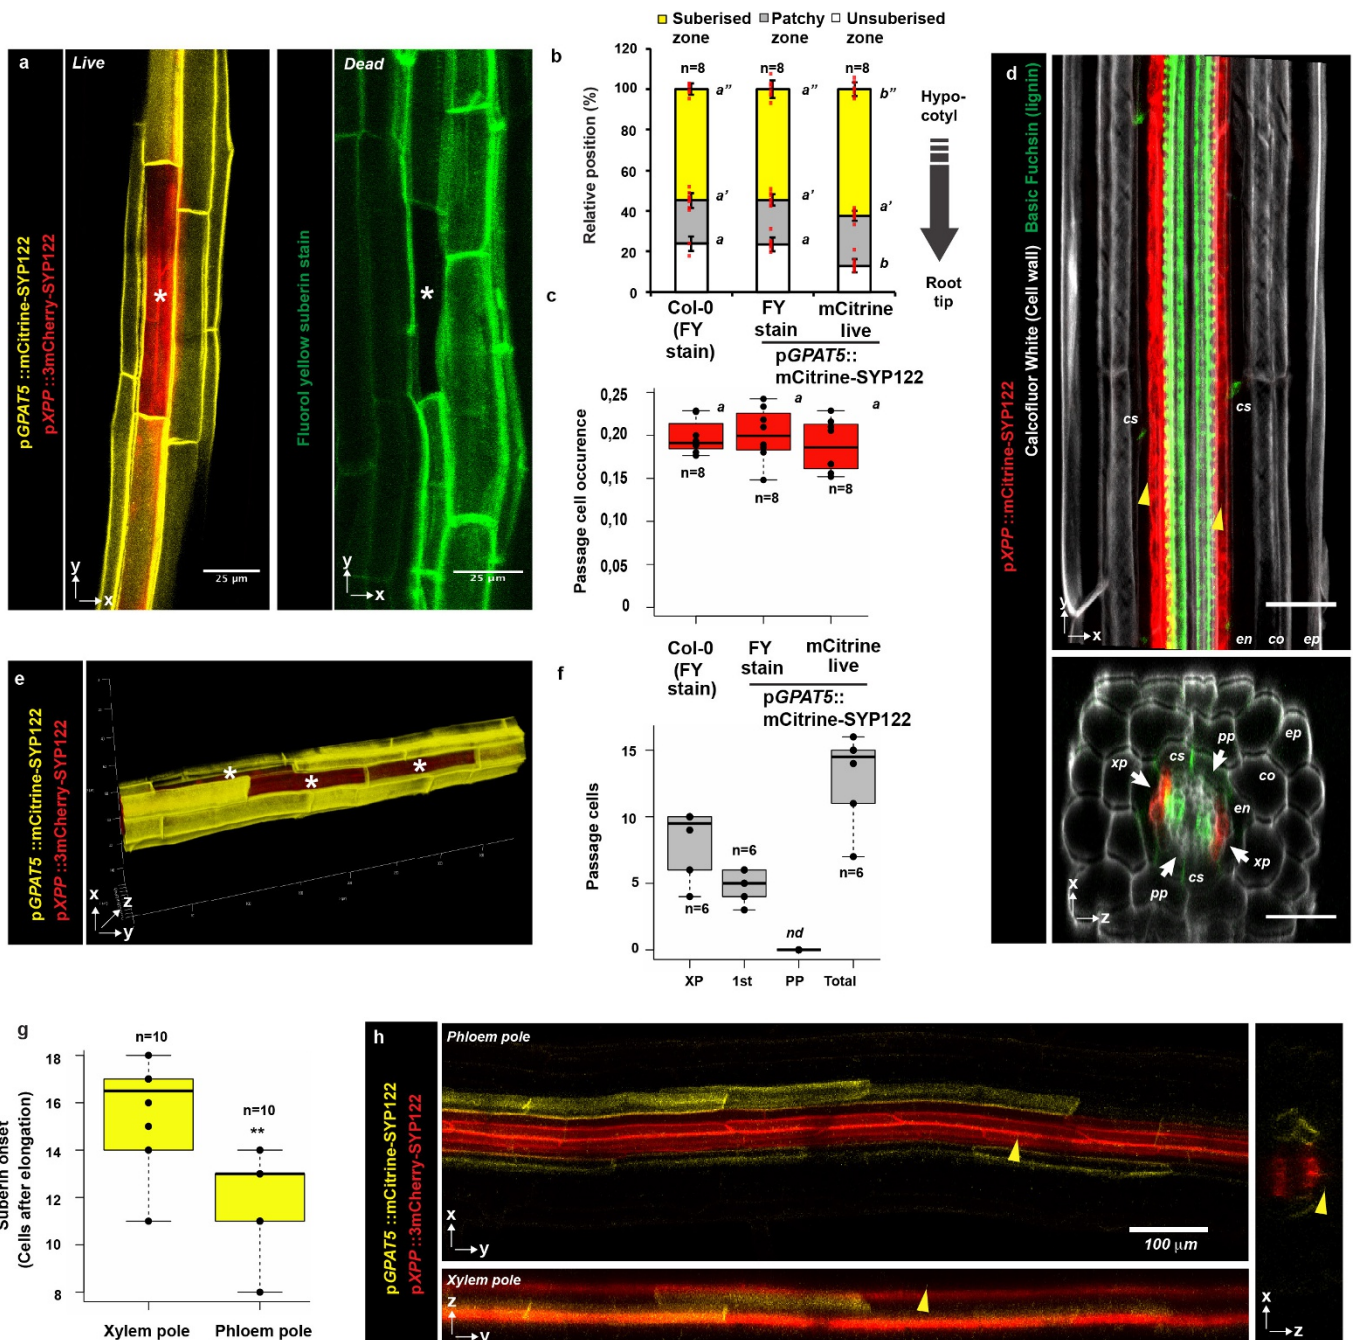 a
Live
pGPAT5 ::mCitrine-SYP122
pXPP ::3mCherry-SYP122
*
y
x
25 µm
Dead
Fluorol yellow suberin stain
*
y
x
25 µm
b
Suberised zone
Patchy zone
Unsuberised zone
Relative position (%)
120
100
80
60
40
20
0
n=8
n=8
n=8
a''
a''
b''
a'
a'
a'
a
a
b
Col-0
(FY
stain)
FY
stain
mCitrine
live
pGPAT5::
mCitrine-SYP122
Hypo-
cotyl
Root
tip
c
Passage cell occurence
0,25
0,20
0,15
0,10
0,05
0
a
a
a
n=8
n=8
n=8
Col-0
(FY
stain)
FY
stain
mCitrine
live
pGPAT5::
mCitrine-SYP122
d
pXPP::mCitrine-SYP122
Calcofluor White (Cell wall)
Basic Fuchsin (lignin)
cs
cs
y
x
en
co
ep
xp
cs
pp
ep
co
en
xp
pp
cs
x
z
e
pGPAT5 ::mCitrine-SYP122
pXPP ::3mCherry-SYP122
*
*
*
x
z
y
f
Passage cells
15
10
5
0
n=6
n=6
nd
n=6
XP
1st
PP
Total
g
Suberin onset
(Cells after elongation)
18
16
14
12
10
8
n=10
n=10
**
Xylem pole
Phloem pole
h
pGPAT5 ::mCitrine-SYP122
pXPP ::3mCherry-SYP122
Phloem pole
x
y
100 µm
Xylem pole
z
y
x
z